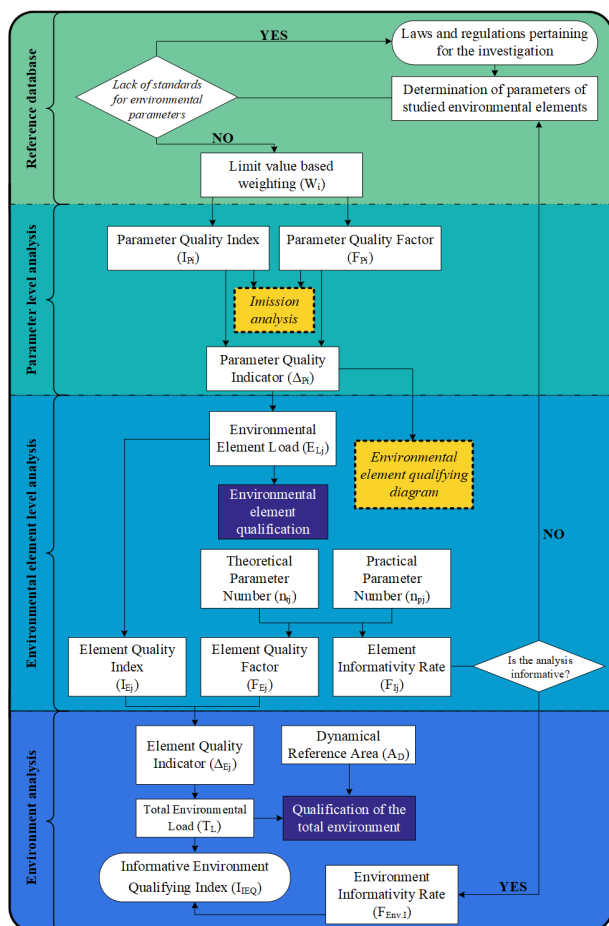 Reference database
YES
Laws and regulations pertaining
for the investigation
Lack of standards
for environmental
parameters
Determination of parameters of
studied environmental elements
NO
Limit value based
weighting (Wi)
Parameter level analysis
Parameter Quality Index
(IPi)
Parameter Quality Factor
(FPi)
Imission
analysis
Parameter Quality
Indicator (ΔPi)
Environmental element level analysis
Environmental
Element Load (ELj)
Environmental
element qualifying
diagram
Environmental
element
qualification
NO
Theoretical
Parameter
Number (ntj)
Practical
Parameter
Number (npj)
Element Quality
Index
(IEj)
Element Quality
Factor
(FEj)
Element
Informativity Rate
(FIj)
Is the analysis
informative?
Environment analysis
Element Quality
Indicator (ΔEj)
Dynamical
Reference Area (AD)
Total Environmental
Load (TL)
Qualification of the
total environment
Informative Environment
Qualifying Index (IIEQ)
Environment
Informativity Rate
(FEnv.I)
YES